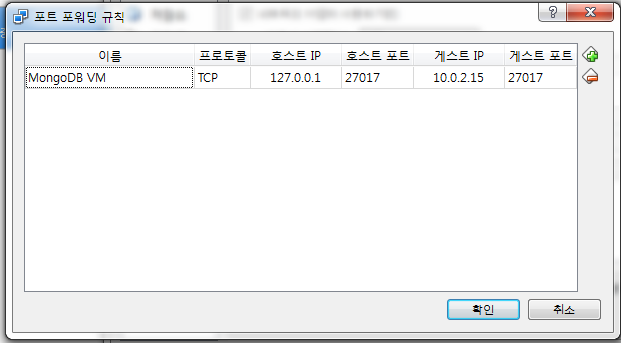 포트 포워딩 규칙
이름 프로토콜 호스트 IP 호스트 포트 게스트 IP 게스트 포트
MongoDB VM TCP 127.0.0.1 27017 10.0.2.15 27017
확인 취소